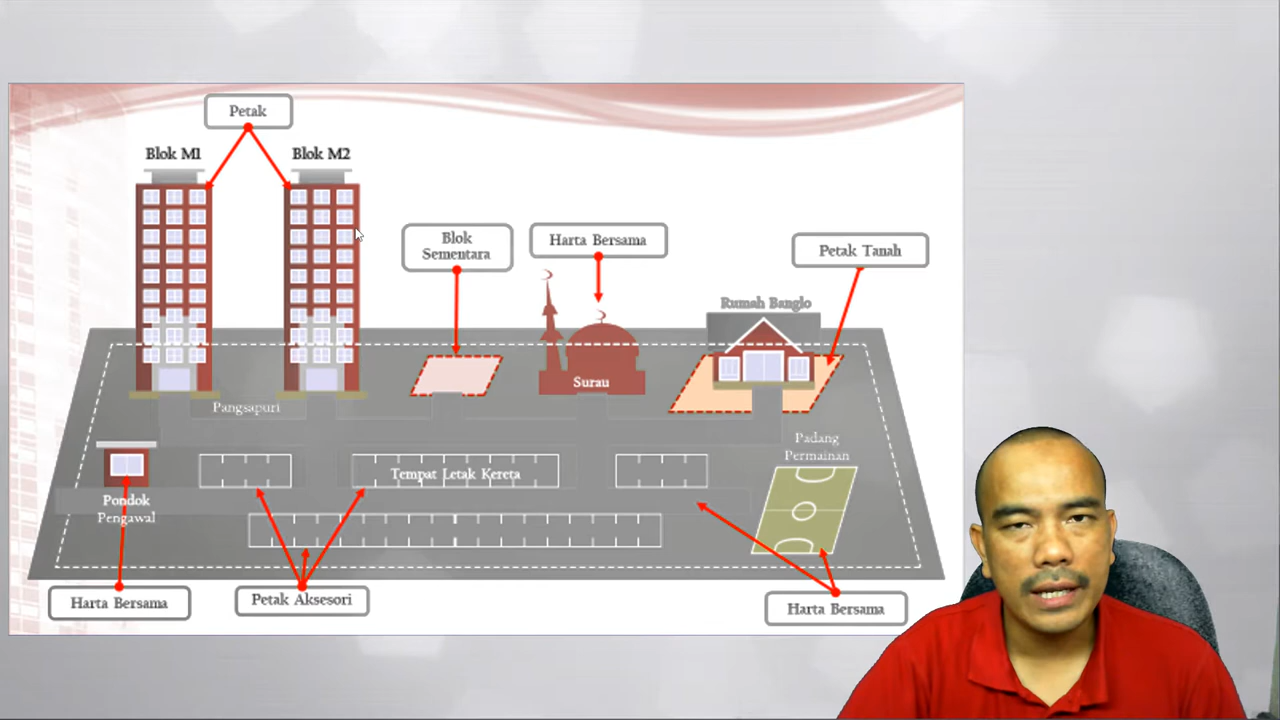 Petak
Blok M1
Blok M2
Blok
Sementara
Harta Bersama
Petak Tanah
Rumah Banglo
Surau
Pangsapuri
Padang
Permainan
Tempat Letak Kereta
Pondok
Pengawal
Harta Bersama
Petak Aksesori
Harta Bersama